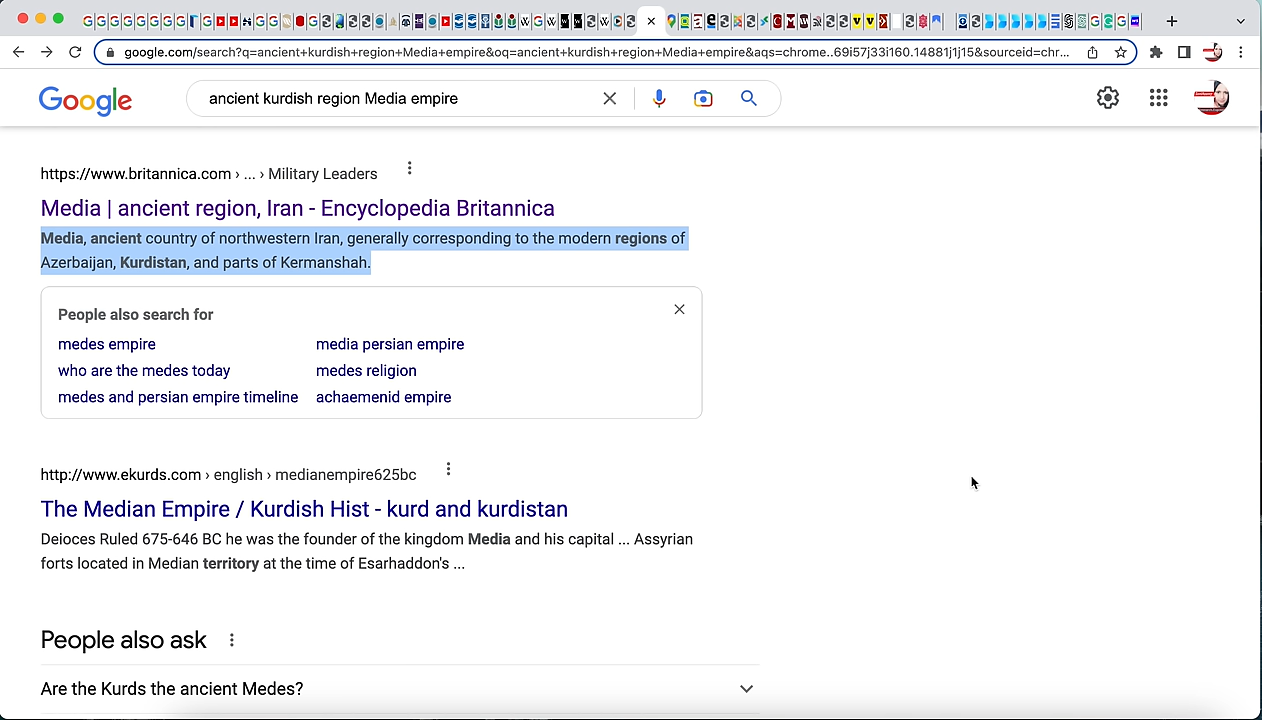 google.com/search?q=ancient+kurdish+region+Media+empire&oq=ancient+kurdish+region+Media+empire&aqs=chrome..69i57j33i160.14881j1j15&sourceid=chr...
Google
ancient kurdish region Media empire
https://www.britannica.com › ... › Military Leaders
Media | ancient region, Iran - Encyclopedia Britannica
Media, ancient country of northwestern Iran, generally corresponding to the modern regions of
Azerbaijan, Kurdistan, and parts of Kermanshah.
People also search for
medes empire
media persian empire
who are the medes today
medes religion
medes and persian empire timeline
achaemenid empire
http://www.ekurds.com › english › medianempire625bc
The Median Empire / Kurdish Hist - kurd and kurdistan
Deioces Ruled 675-646 BC he was the founder of the kingdom Media and his capital ... Assyrian
forts located in Median territory at the time of Esarhaddon's ...
People also ask
Are the Kurds the ancient Medes?